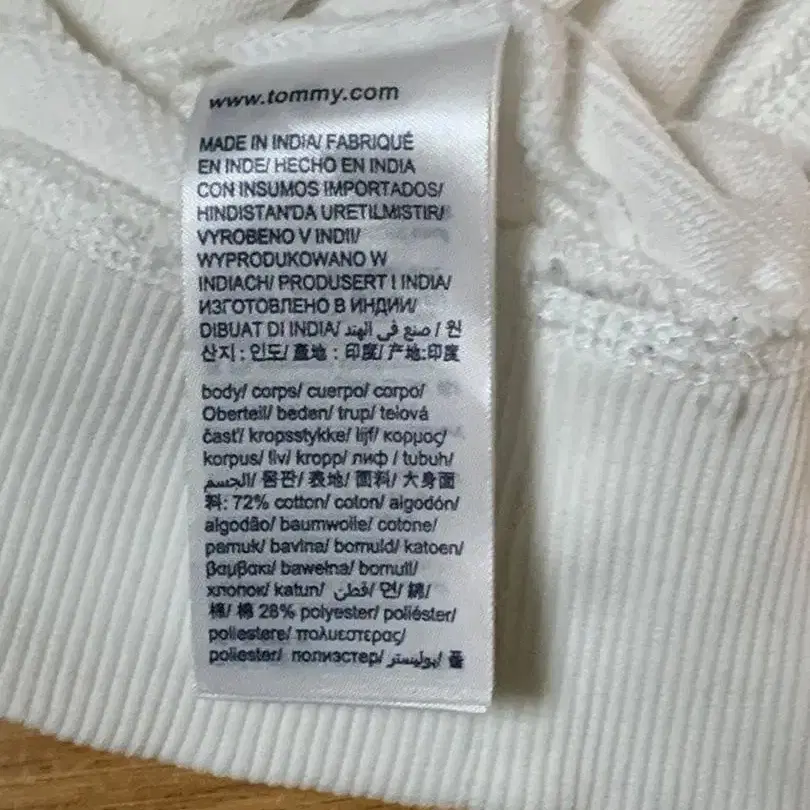 www.tommy.com
MADE IN INDIA/ FABRIQUÉ
EN INDE/ HECHO EN INDIA
CON INSUMOS IMPORTADOS/
HINDISTAN'DA URETILMISTIR/
VYROBENO V INDII/
WYPRODUKOWANO W
INDIACH/ PRODUSERT I INDIA/
ИЗГОТОВЛЕНО В ИНДИИ/
DIBUAT DI INDIA/ صنع في الهند / 원
산지 : 인도/ 產地 : 印度/ 产地:印度
body/ corps/ cuerpo/ corpo/
Oberteil/ beden/ trup/ telová
časť/ kropsstykke/ lijf/ κορμος/
korpus/ liv/ kropp/ лиф / tubuh/
الجسم/ 몸판/ 表地/ 面料/ 大身面
料: 72% cotton/ coton/ algodón/
algodão/ baumwolle/ cotone/
pamuk/ bavlna/ bomuld/ katoen/
βαμβακι/ bawełna/ bomull/
хлопок/ katun/ قطن/ 면/ 綿/
棉/ 棉 28% polyester/ poliéster/
poliestere/ πολυεστερας/
poliester/ полиэстер/ بوليستر/ 폴